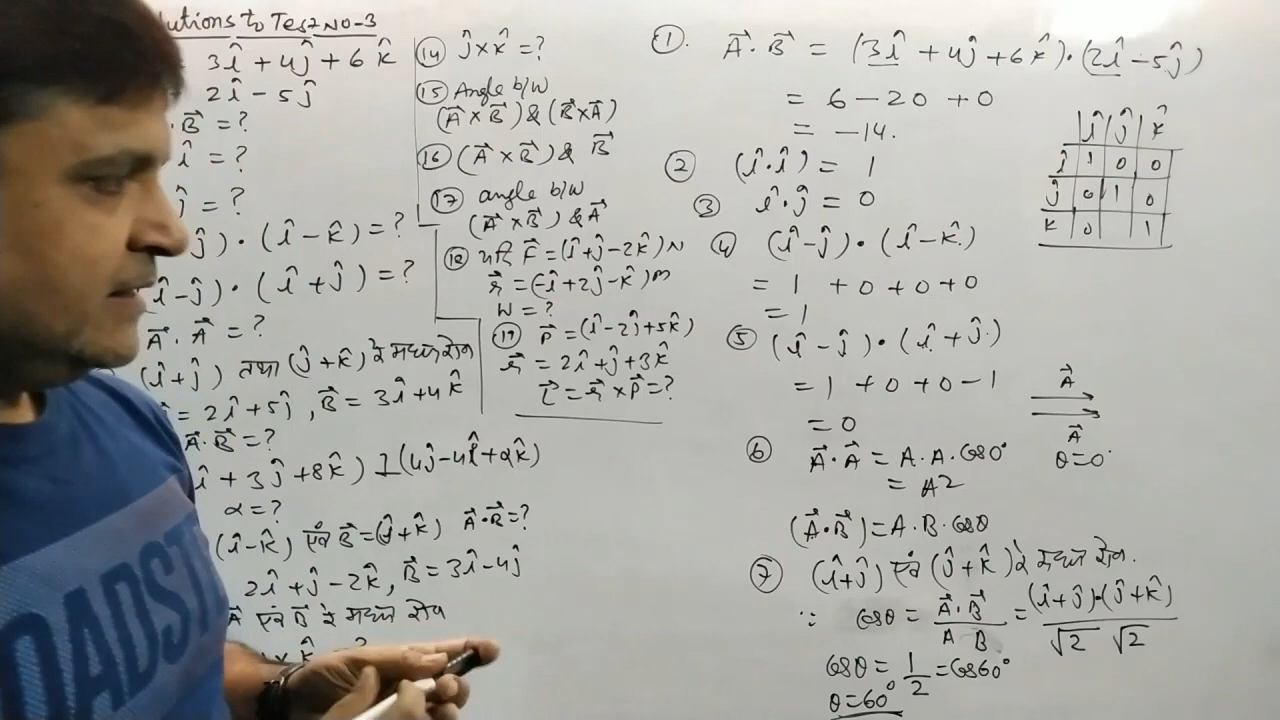 lutions to Test NO-3
3î + 4ĵ + 6k̂
2î - 5ĵ
. B⃗ = ?
î = ?
ĵ = ?
ĵ) · (î - k̂) = ?
î - ĵ) · (î + ĵ) = ?
A⃗ . A⃗ = ?
(î + ĵ) तथा (ĵ + k̂) के मध्य कोण
= 2î + 5ĵ , B⃗ = 3î + 4k̂
A⃗ . B⃗ = ?
î + 3ĵ + 8k̂) ⊥ (4ĵ - 4î + αk̂)
α = ?
(î - k̂) एवं B⃗ = (ĵ + k̂) A⃗ · B⃗ = ?
2î + ĵ - 2k̂ , B⃗ = 3î - 4ĵ
A⃗ एवं B⃗ के मध्य कोण
× k̂ = ?
(14) ĵ × k̂ = ?
(15) Angle b/w
(A⃗ × B⃗) & (B⃗ × A⃗)
(16) (A⃗ × B⃗) & B⃗
(17) angle b/w
(A⃗ × B⃗) & A⃗
(18) यदि F⃗ = (î + ĵ - 2k̂) N
r⃗ = (-î + 2ĵ - k̂) m
W = ?
(19) P⃗ = (î - 2ĵ + 5k̂)
r⃗ = 2î + ĵ + 3k̂
τ⃗ = r⃗ × P⃗ = ?
(1). A⃗ · B⃗ = (3î + 4ĵ + 6k̂) · (2î - 5ĵ)
= 6 - 20 + 0
= -14.
(2) (î · î) = 1
(3) î · ĵ = 0
(4) (î - ĵ) · (î - k̂)
= 1 + 0 + 0 + 0
= 1
(5) (î - ĵ) · (î + ĵ)
= 1 + 0 + 0 - 1
= 0
(6) A⃗ · A⃗ = A . A . cos0°
= A²
(A⃗ · B⃗) = A . B . cosθ
(7) (î + ĵ) एवं (ĵ + k̂) के मध्य कोण.
∵ cosθ = A⃗ · B⃗ / A B = (î + ĵ) · (ĵ + k̂) / √2 √2
cosθ = 1/2 = cos60°
θ = 60°
î ĵ k̂
î 1 0 0
ĵ 0 1 0
k 0 1
A⃗
A⃗
θ = 0°
DADSTE